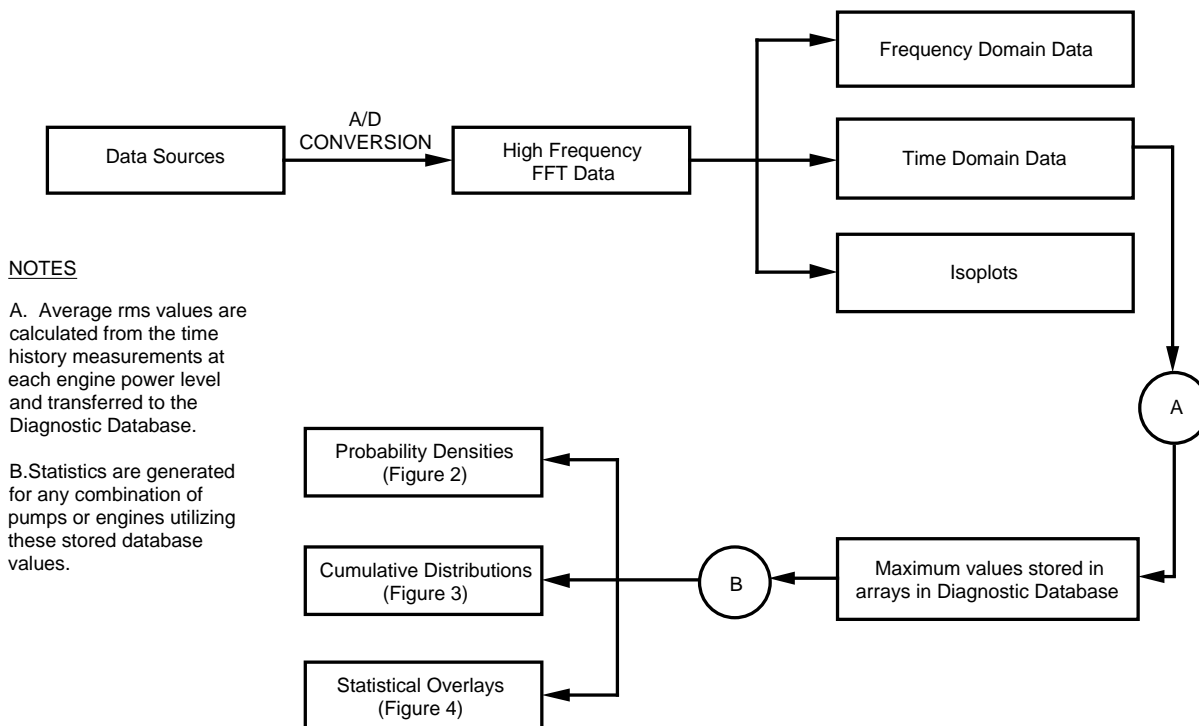 Frequency Domain Data
A/D
CONVERSION
Data Sources
High Frequency
FFT Data
Time Domain Data
Isoplots
NOTES
A. Average rms values are
calculated from the time
history measurements at
each engine power level
and transferred to the
Diagnostic Database.
B.Statistics are generated
for any combination of
pumps or engines utilizing
these stored database
values.
A
Probability Densities
(Figure 2)
Cumulative Distributions
(Figure 3)
B
Maximum values stored in
arrays in Diagnostic Database
Statistical Overlays
(Figure 4)